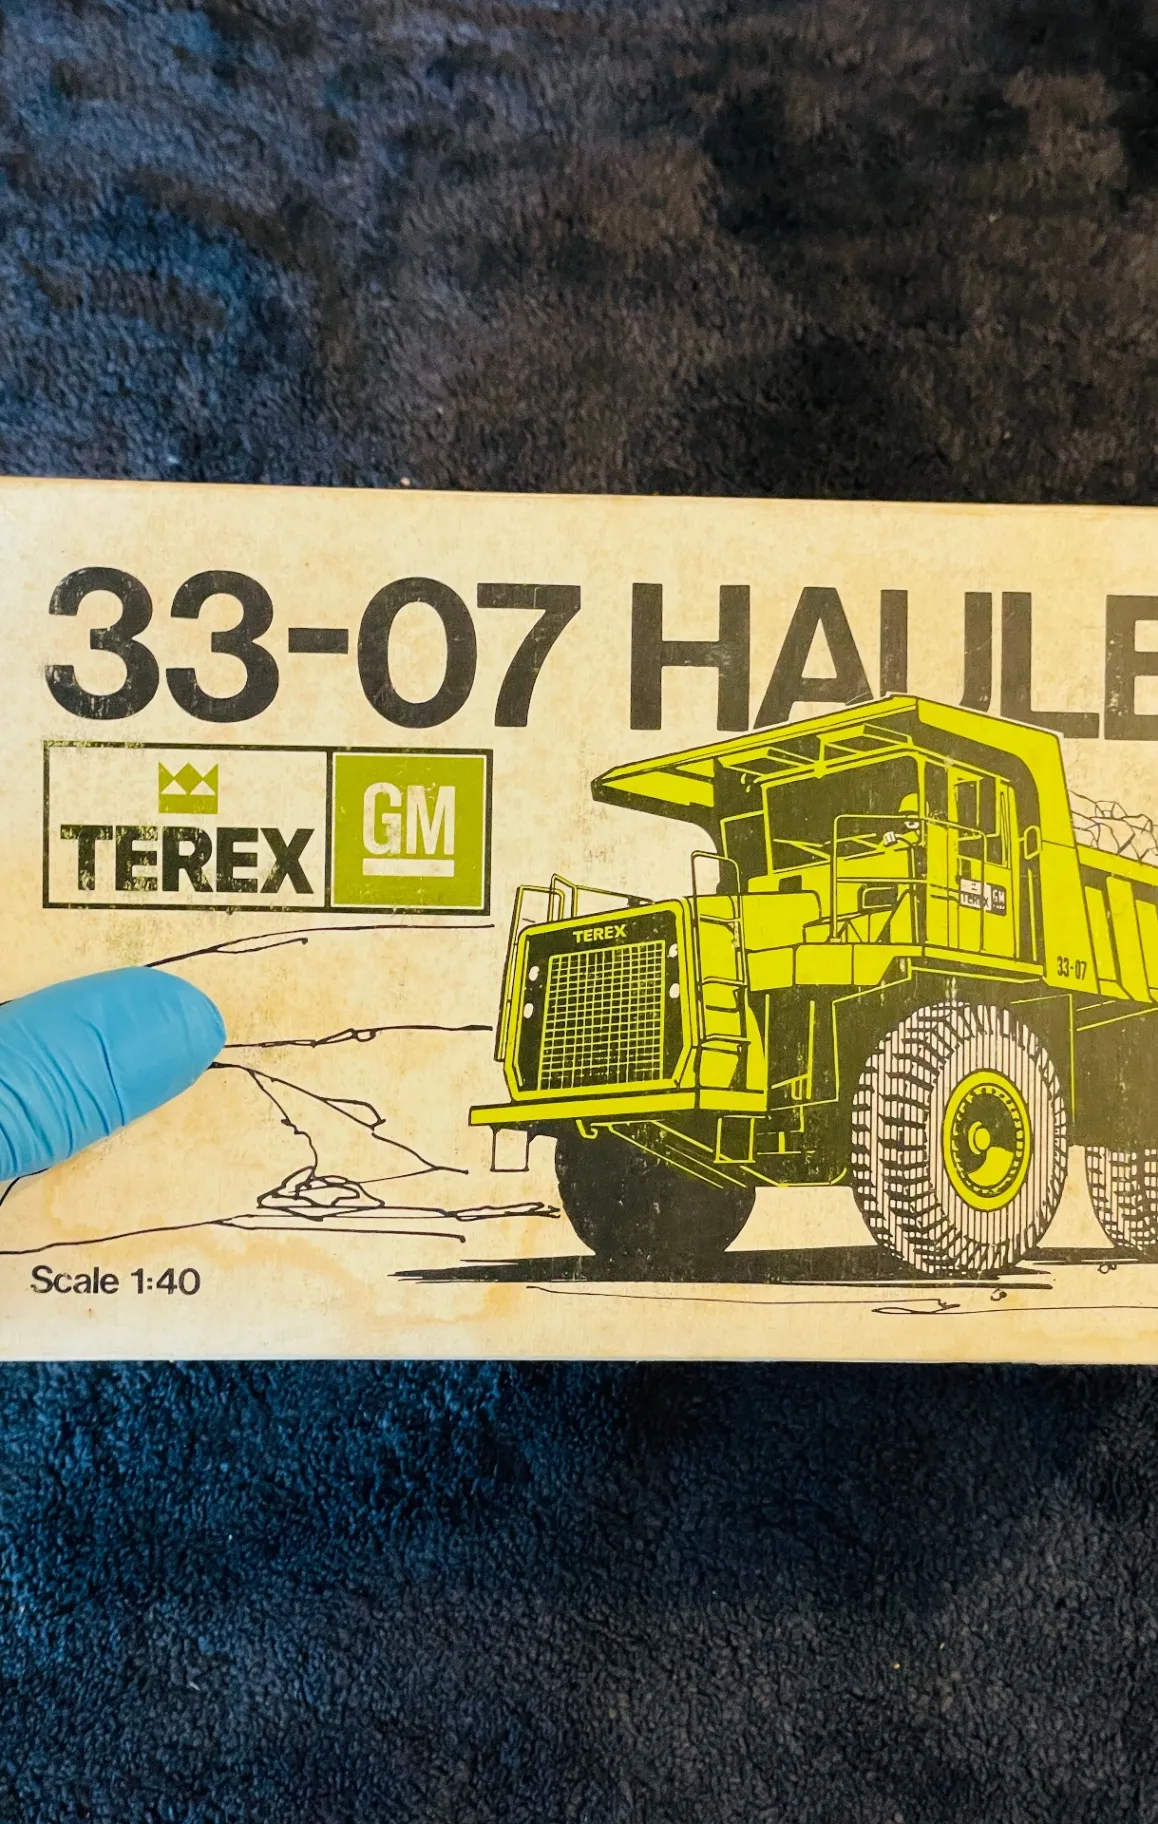 33-07 HAULE
TEREX GM
TEREX
TEREX GM
33-07
Scale 1:40